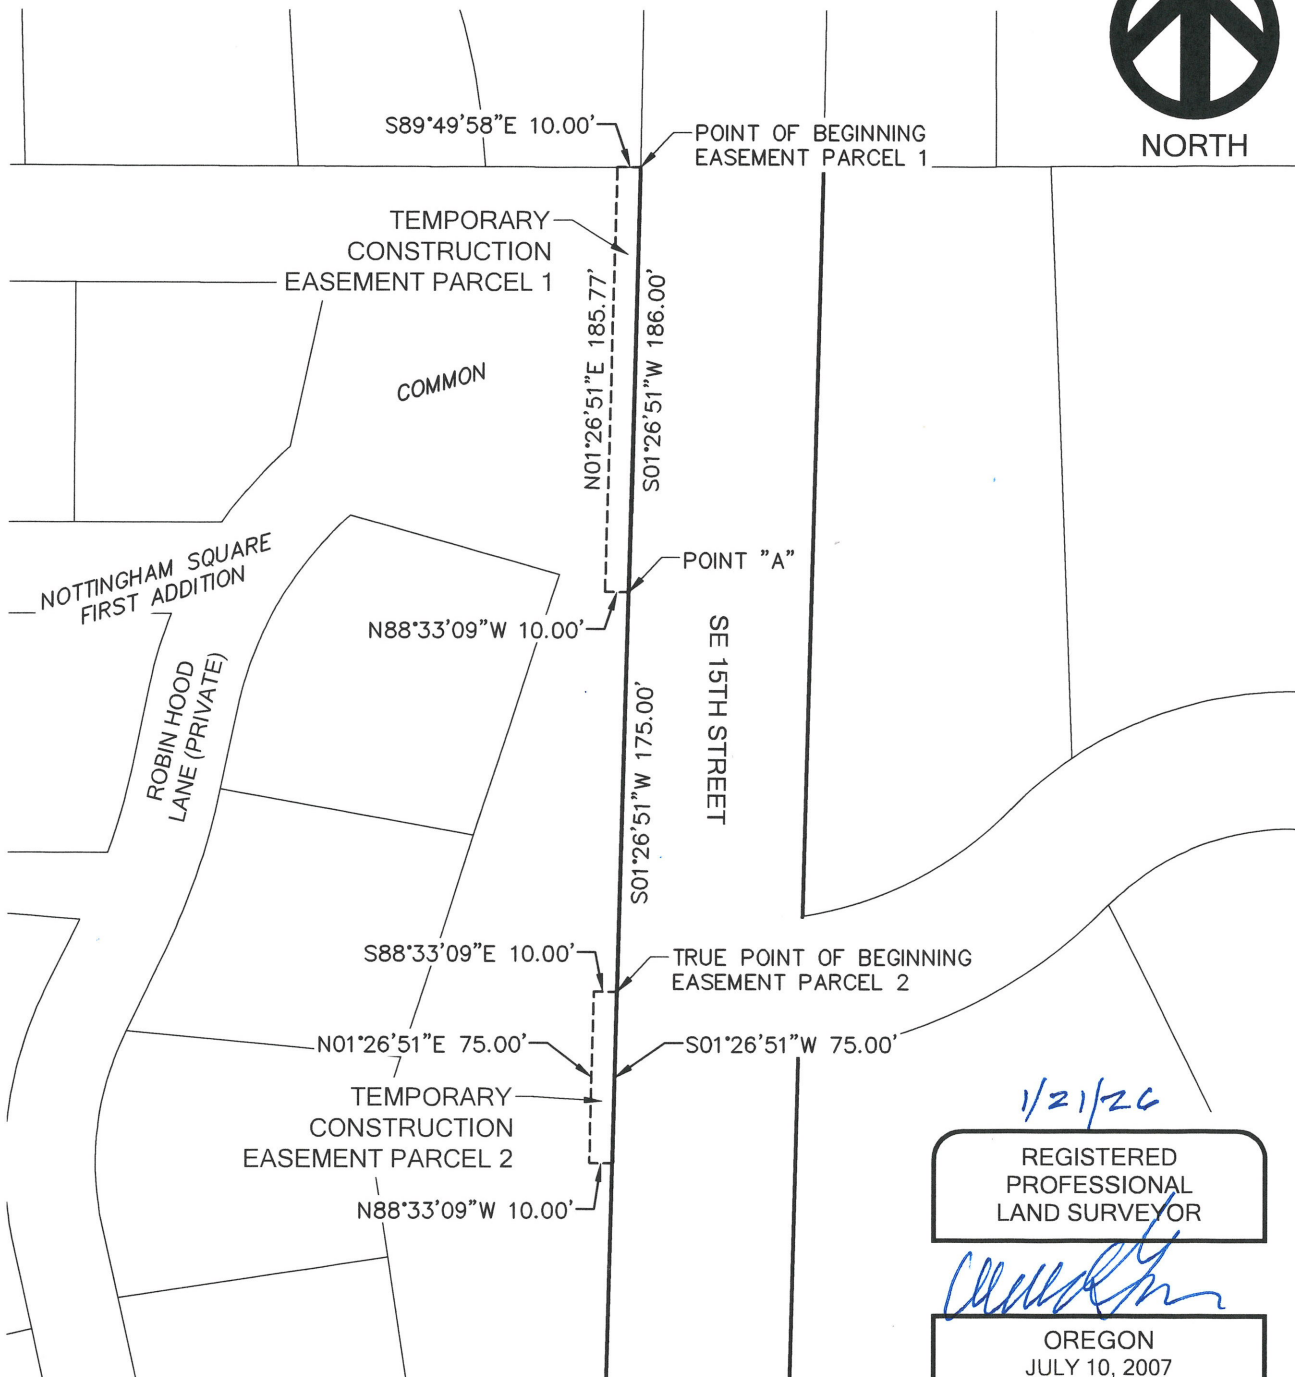 NORTH
S89°49'58"E 10.00'
POINT OF BEGINNING
EASEMENT PARCEL 1
TEMPORARY
CONSTRUCTION
EASEMENT PARCEL 1
N01°26'51"E 185.77'
S01°26'51"W 186.00'
COMMON
NOTTINGHAM SQUARE
FIRST ADDITION
POINT "A"
N88°33'09"W 10.00'
SE 15TH STREET
ROBIN HOOD
LANE (PRIVATE)
S01°26'51"W 175.00'
S88°33'09"E 10.00'
TRUE POINT OF BEGINNING
EASEMENT PARCEL 2
N01°26'51"E 75.00'
S01°26'51"W 75.00'
TEMPORARY
CONSTRUCTION
EASEMENT PARCEL 2
N88°33'09"W 10.00'
1/21/26
REGISTERED
PROFESSIONAL
LAND SURVEYOR
OREGON
JULY 10, 2007